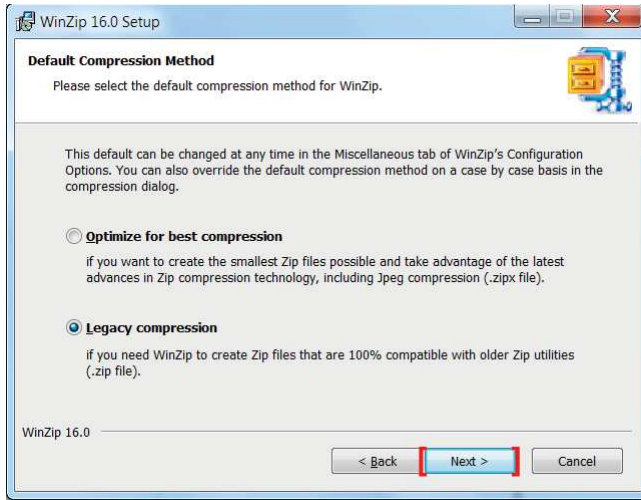 WinZip 16.0 Setup
Default Compression Method
Please select the default compression method for WinZip.
This default can be changed at any time in the Miscellaneous tab of WinZip's Configuration
Options. You can also override the default compression method on a case by case basis in the
compression dialog.
Optimize for best compression
if you want to create the smallest Zip files possible and take advantage of the latest
advances in Zip compression technology, including Jpeg compression (.zipx file).
Legacy compression
if you need WinZip to create Zip files that are 100% compatible with older Zip utilities
(.zip file).
WinZip 16.0
< Back Next > Cancel